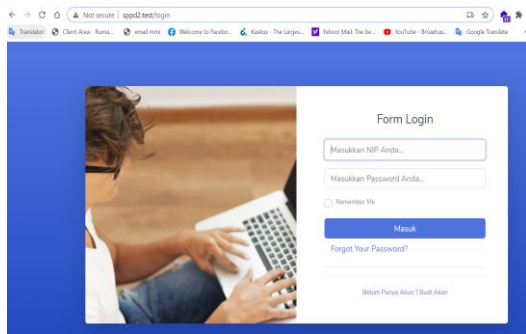 Not secure | sppd2.test/login
Translator Client Area - Ruma... email mmi Welcome to Facebo... Kaskus - The Larges... Yahoo! Mail: The be... YouTube - Broadcas... Google Translate
Form Login
Masukkan NIP Anda...
Masukkan Password Anda...
Remember Me
Masuk
Forgot Your Password?
Belum Punya Akun ? Buat Akun